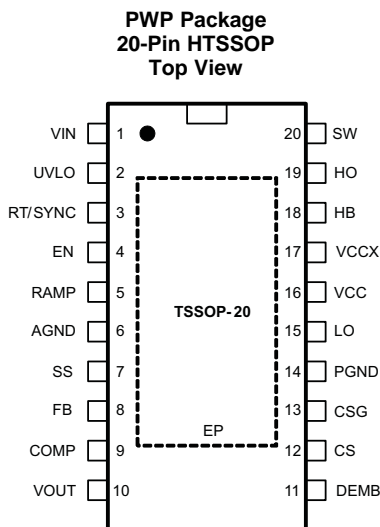 PWP Package
20-Pin HTSSOP
Top View
VIN 1 20 SW
UVLO 2 19 HO
RT/SYNC 3 18 HB
EN 4 17 VCCX
RAMP 5 16 VCC
TSSOP-20
AGND 6 15 LO
SS 7 14 PGND
FB 8 13 CSG
EP
COMP 9 12 CS
VOUT 10 11 DEMB